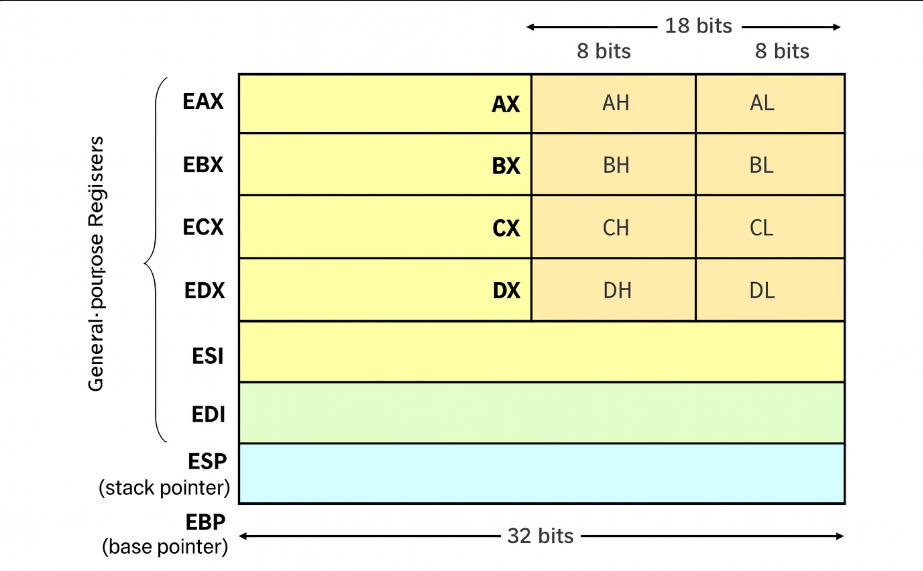 18 bits
8 bits 8 bits
General-pourpose Regisrers
EAX AX AH AL
EBX BX BH BL
ECX CX CH CL
EDX DX DH DL
ESI
EDI
ESP
(stack pointer)
EBP
(base pointer)
32 bits